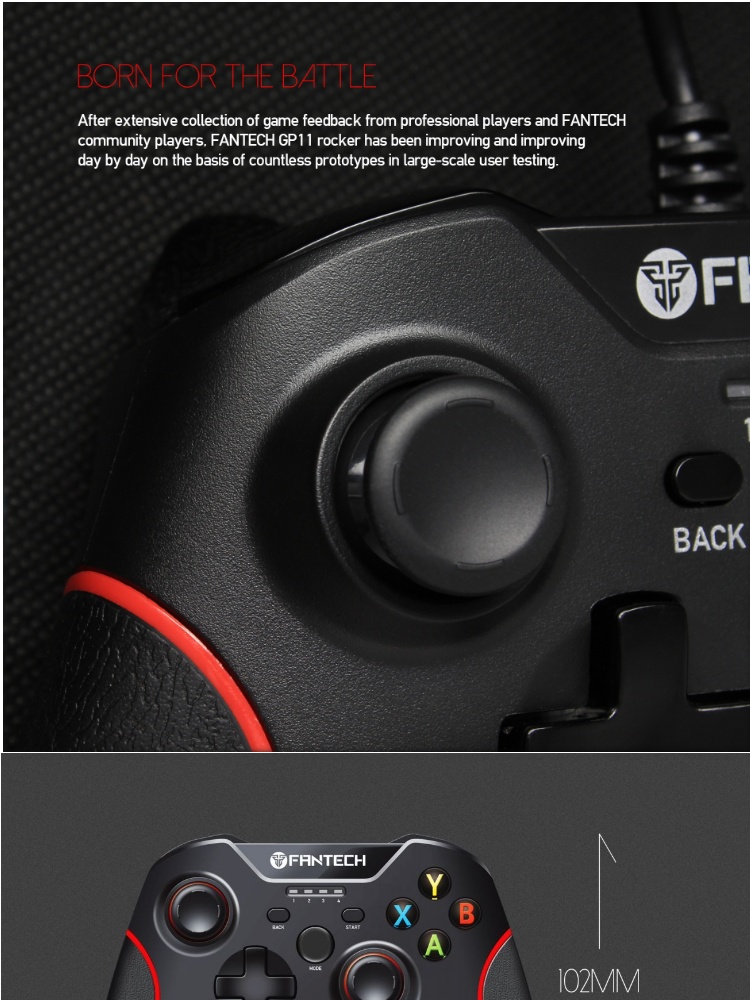 BORN FOR THE BATTLE
After extensive collection of game feedback from professional players and FANTECH
community players, FANTECH GP11 rocker has been improving and improving
day by day on the basis of countless prototypes in large-scale user testing.
BACK
FANTECH
1 2 3 4
BACK
START
MODE
Y
X
B
A
102MM